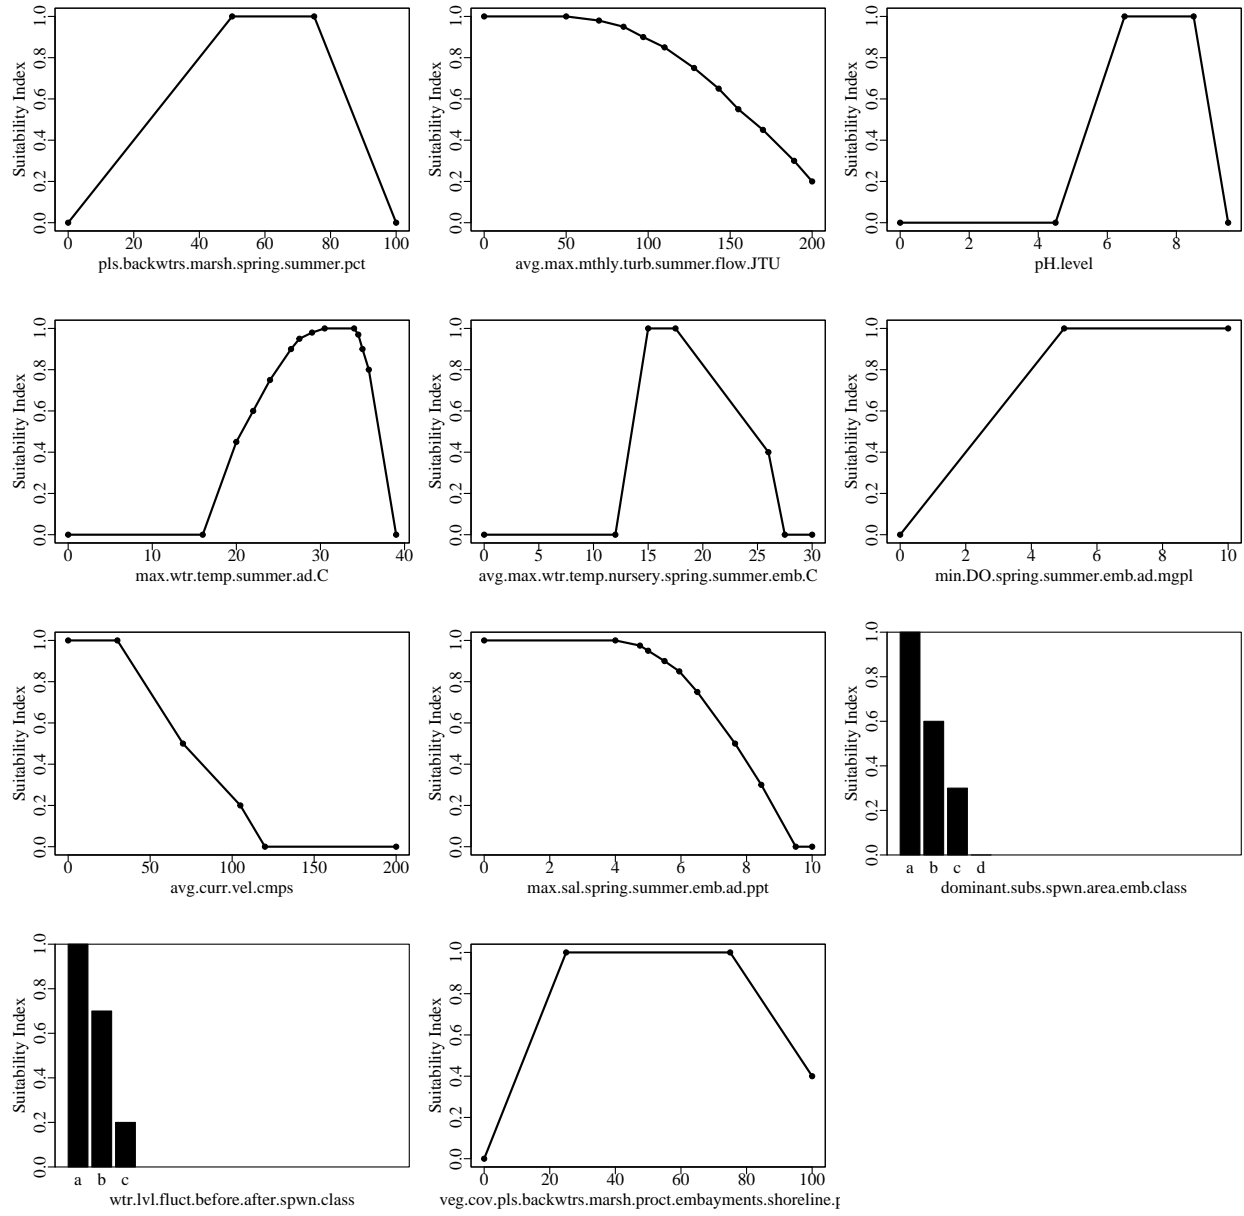 Suitability Index
0.0 0.2 0.4 0.6 0.8 1.0
0 20 40 60 80 100
pls.backwtrs.marsh.spring.summer.pct
Suitability Index
0.0 0.2 0.4 0.6 0.8 1.0
0 50 100 150 200
avg.max.mthly.turb.summer.flow.JTU
Suitability Index
0.0 0.2 0.4 0.6 0.8 1.0
0 2 4 6 8
pH.level
Suitability Index
0.0 0.2 0.4 0.6 0.8 1.0
0 10 20 30 40
max.wtr.temp.summer.ad.C
Suitability Index
0.0 0.2 0.4 0.6 0.8 1.0
0 5 10 15 20 25 30
avg.max.wtr.temp.nursery.spring.summer.emb.C
Suitability Index
0.0 0.2 0.4 0.6 0.8 1.0
0 2 4 6 8 10
min.DO.spring.summer.emb.ad.mgpl
Suitability Index
0.0 0.2 0.4 0.6 0.8 1.0
0 50 100 150 200
avg.curr.vel.cmps
Suitability Index
0.0 0.2 0.4 0.6 0.8 1.0
0 2 4 6 8 10
max.sal.spring.summer.emb.ad.ppt
Suitability Index
0.0 0.2 0.4 0.6 0.8 1.0
a b c d
dominant.subs.spwn.area.emb.class
Suitability Index
0.0 0.2 0.4 0.6 0.8 1.0
a b c
wtr.lvl.fluct.before.after.spwn.class
Suitability Index
0.0 0.2 0.4 0.6 0.8 1.0
0 20 40 60 80 100
veg.cov.pls.backwtrs.marsh.proct.embayments.shoreline.p